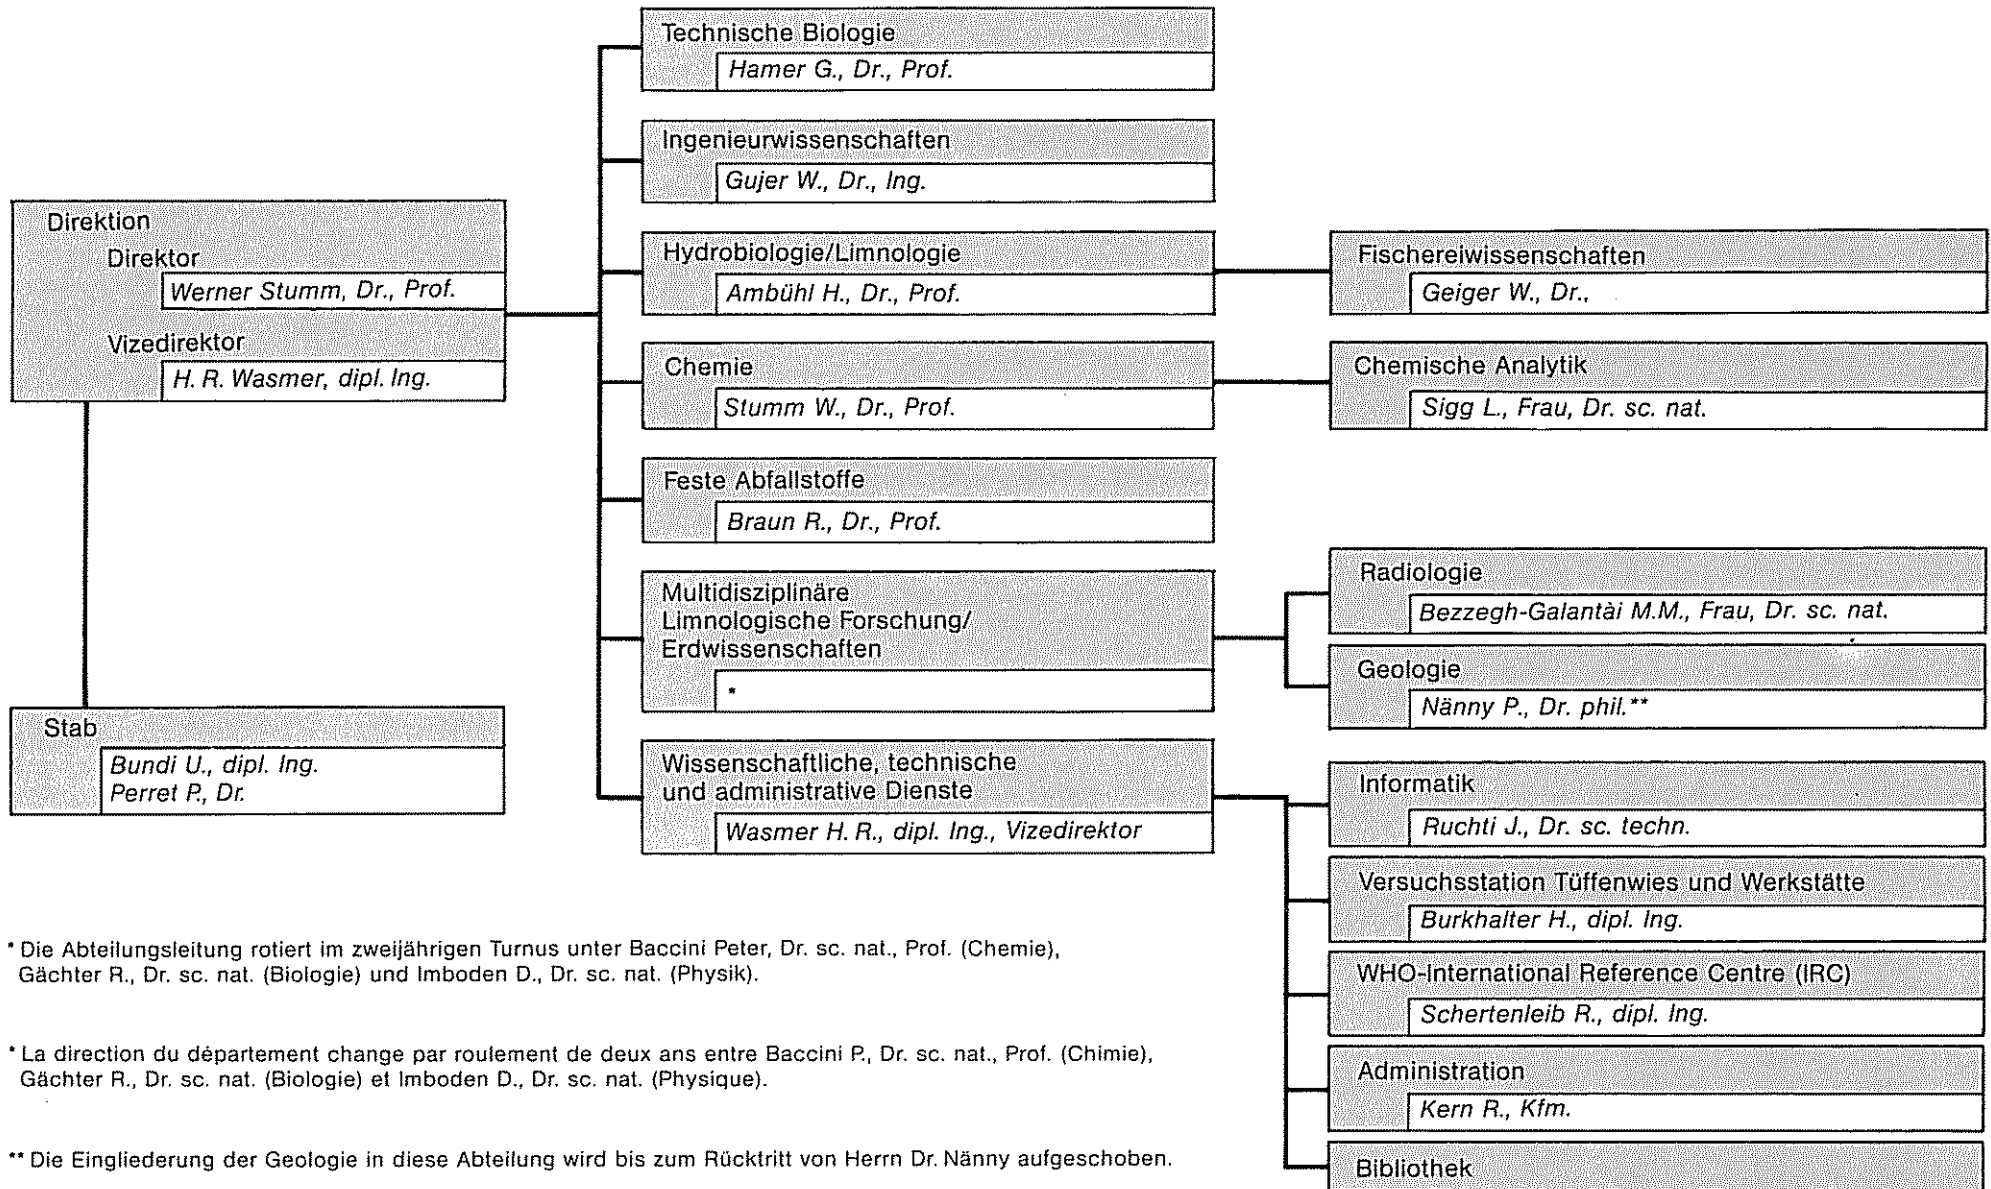 Direktion
Direktor
Werner Stumm, Dr., Prof.
Vizedirektor
H. R. Wasmer, dipl. Ing.
Stab
Bundi U., dipl. Ing.
Perret P., Dr.
Technische Biologie
Hamer G., Dr., Prof.
Ingenieurwissenschaften
Gujer W., Dr., Ing.
Hydrobiologie/Limnologie
Ambühl H., Dr., Prof.
Fischereiwissenschaften
Geiger W., Dr.,
Chemie
Stumm W., Dr., Prof.
Chemische Analytik
Sigg L., Frau, Dr. sc. nat.
Feste Abfallstoffe
Braun R., Dr., Prof.
Multidisziplinäre
Limnologische Forschung/
Erdwissenschaften
*
Radiologie
Bezzegh-Galantài M.M., Frau, Dr. sc. nat.
Geologie
Nänny P., Dr. phil.**
Wissenschaftliche, technische
und administrative Dienste
Wasmer H. R., dipl. Ing., Vizedirektor
Informatik
Ruchti J., Dr. sc. techn.
Versuchsstation Tüffenwies und Werkstätte
Burkhalter H., dipl. Ing.
WHO-International Reference Centre (IRC)
Schertenleib R., dipl. Ing.
Administration
Kern R., Kfm.
Bibliothek
* Die Abteilungsleitung rotiert im zweijährigen Turnus unter Baccini Peter, Dr. sc. nat., Prof. (Chemie),
Gächter R., Dr. sc. nat. (Biologie) und Imboden D., Dr. sc. nat. (Physik).
* La direction du département change par roulement de deux ans entre Baccini P., Dr. sc. nat., Prof. (Chimie),
Gächter R., Dr. sc. nat. (Biologie) et Imboden D., Dr. sc. nat. (Physique).
** Die Eingliederung der Geologie in diese Abteilung wird bis zum Rücktritt von Herrn Dr. Nänny aufgeschoben.